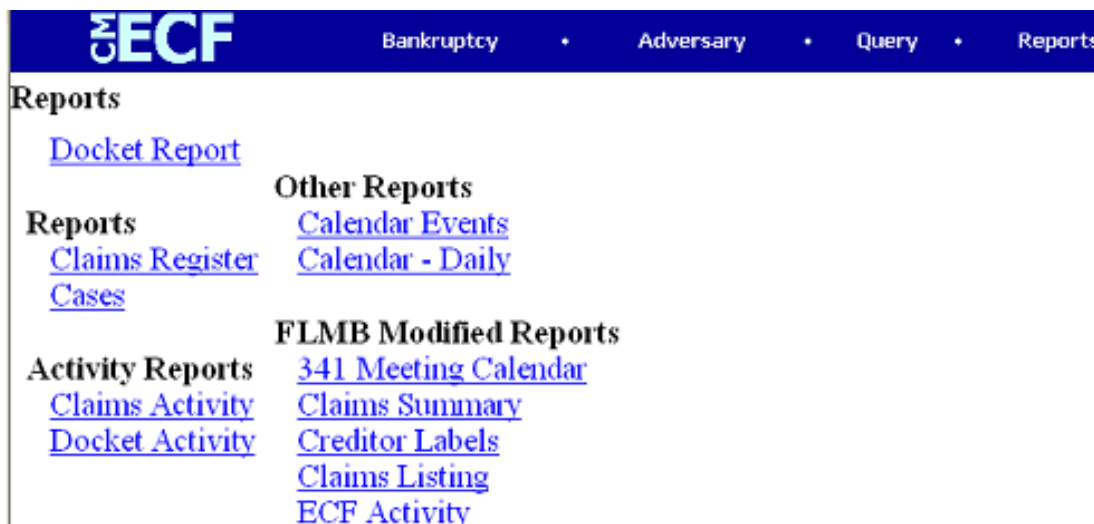 CM ECF Bankruptcy • Adversary • Query • Reports
Reports
Docket Report
Other Reports
Reports Calendar Events
Claims Register Calendar - Daily
Cases
FLMB Modified Reports
Activity Reports 341 Meeting Calendar
Claims Activity Claims Summary
Docket Activity Creditor Labels
Claims Listing
ECF Activity